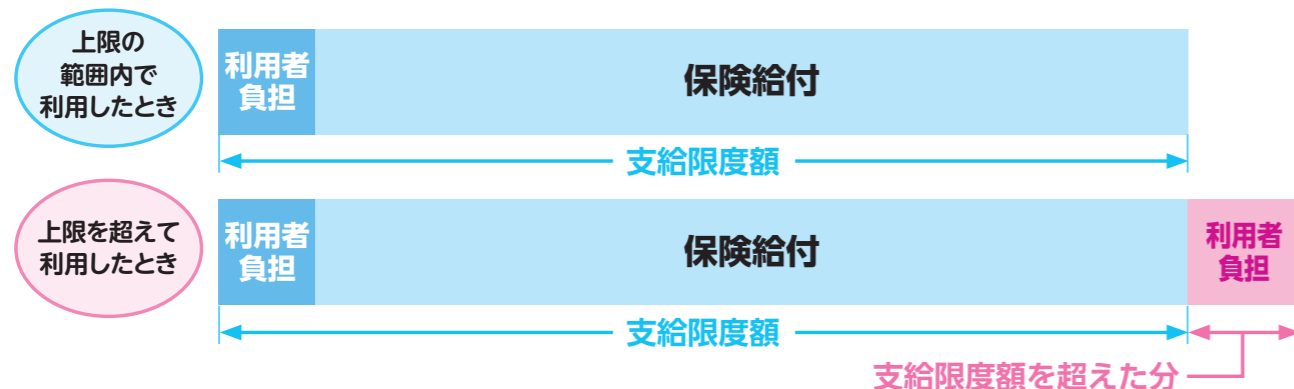 上限の
範囲内で
利用したとき
利用者
負担
保険給付
支給限度額
上限を超えて
利用したとき
利用者
負担
保険給付
利用者
負担
支給限度額
支給限度額を超えた分